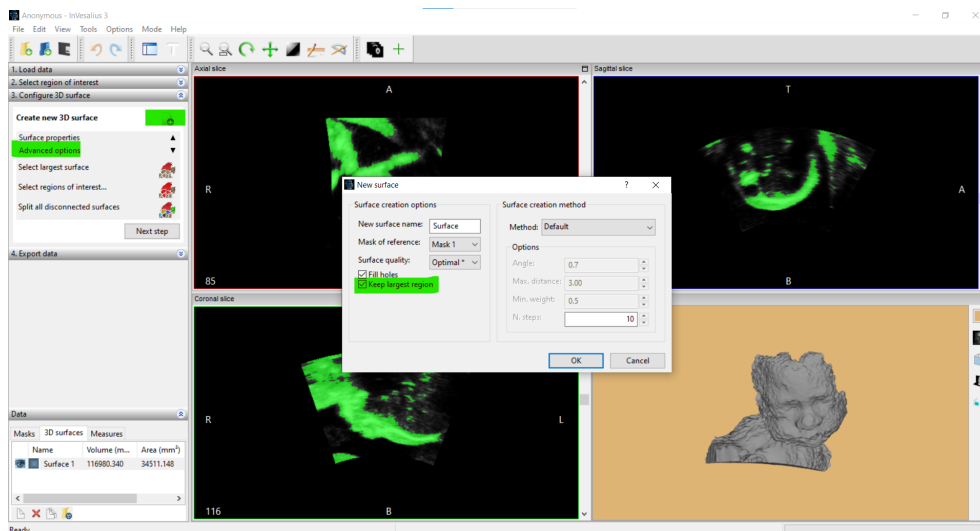 Anonymous - InVesalius 3
File Edit View Tools Options Mode Help
1. Load data
2. Select region of interest
3. Configure 3D surface
Create new 3D surface
Surface properties
Advanced options
Select largest surface
Select regions of interest...
Split all disconnected surfaces
Next step
4. Export data
Data
Masks 3D surfaces Measures
Name Volume (m... Area (mm³)
Surface 1 116980.340 34511.148
Ready
Axial slice
A
R
85
Sagittal slice
T
A
B
Coronal slice
R
L
116
B
New surface
?
Surface creation options
New surface name: Surface
Mask of reference: Mask 1
Surface quality: Optimal *
Fill holes
Keep largest region
Surface creation method
Method: Default
Options
Angle: 0.7
Max. distance: 3.00
Min. weight: 0.5
N. steps: 10
OK Cancel